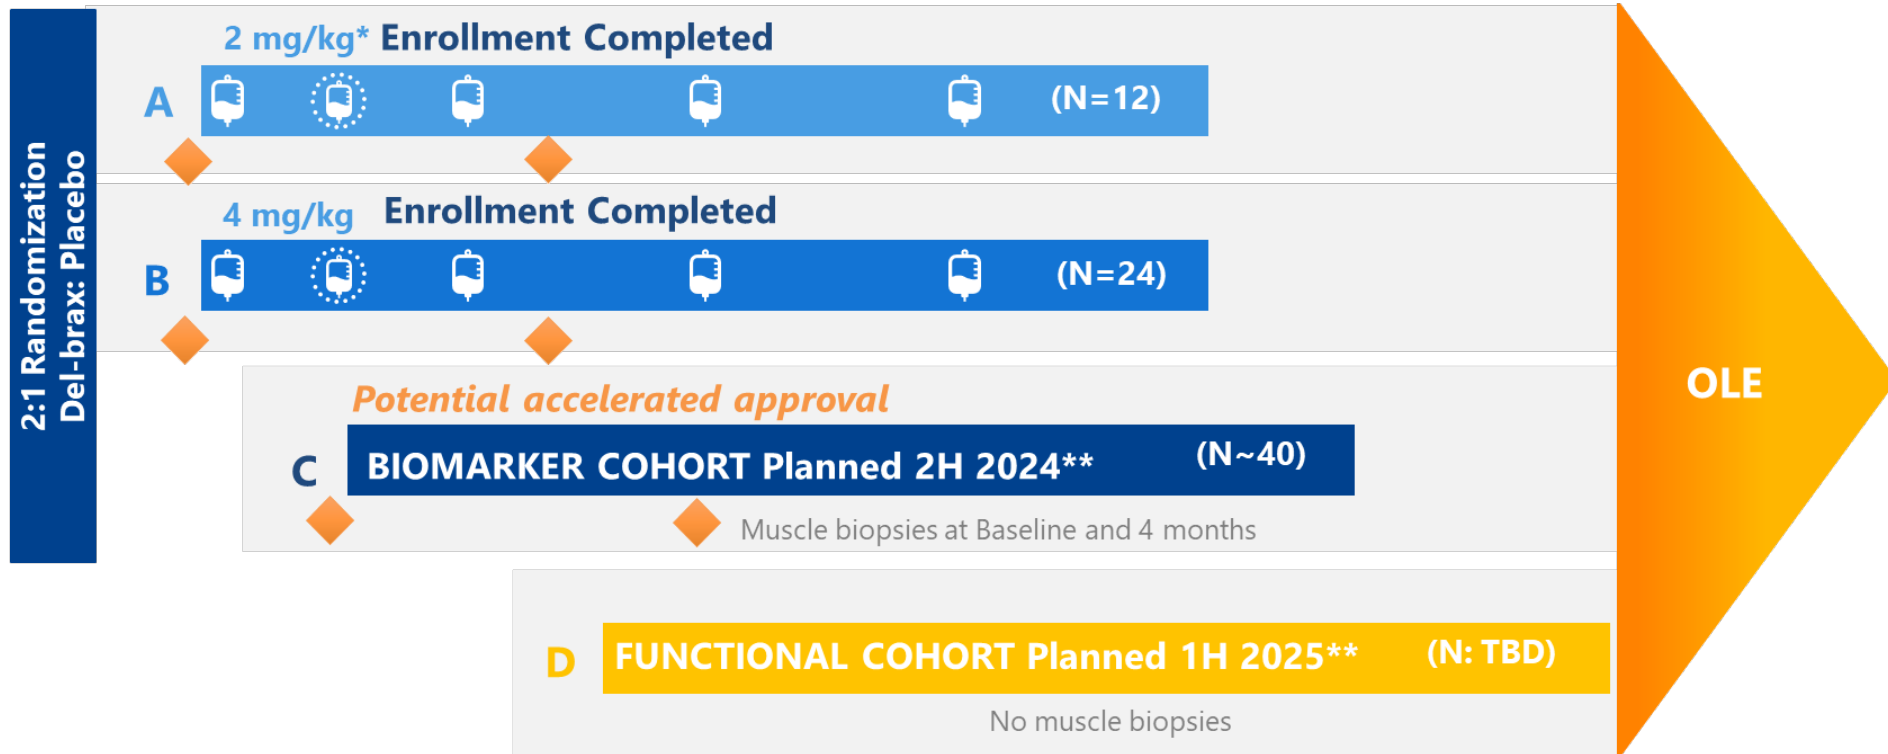 2:1 Randomization
Del-brax: Placebo
2 mg/kg* Enrollment Completed
A
(N=12)
4 mg/kg Enrollment Completed
B
(N=24)
Potential accelerated approval
C
BIOMARKER COHORT Planned 2H 2024** (N~40)
Muscle biopsies at Baseline and 4 months
D
FUNCTIONAL COHORT Planned 1H 2025** (N: TBD)
No muscle biopsies
OLE